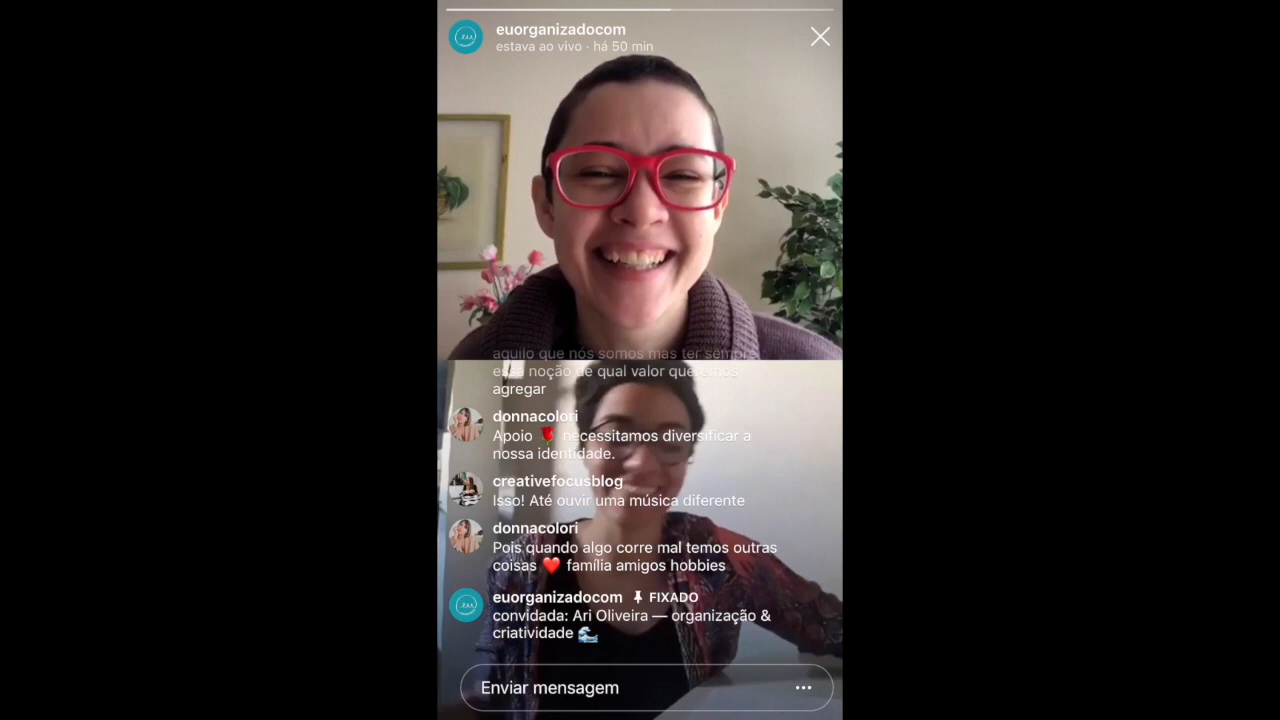 euorganizadocom
estava ao vivo · há 50 min
aquilo que nós somos mas ter sempre
essa noção de qual valor queremos
agregar
donnacolori
Apoio 🌹 necessitamos diversificar a
nossa identidade.
creativefocusblog
Isso! Até ouvir uma música diferente
donnacolori
Pois quando algo corre mal temos outras
coisas ❤️ família amigos hobbies
euorganizadocom 📌 FIXADO
convidada: Ari Oliveira — organização &
criatividade 🌊
Enviar mensagem